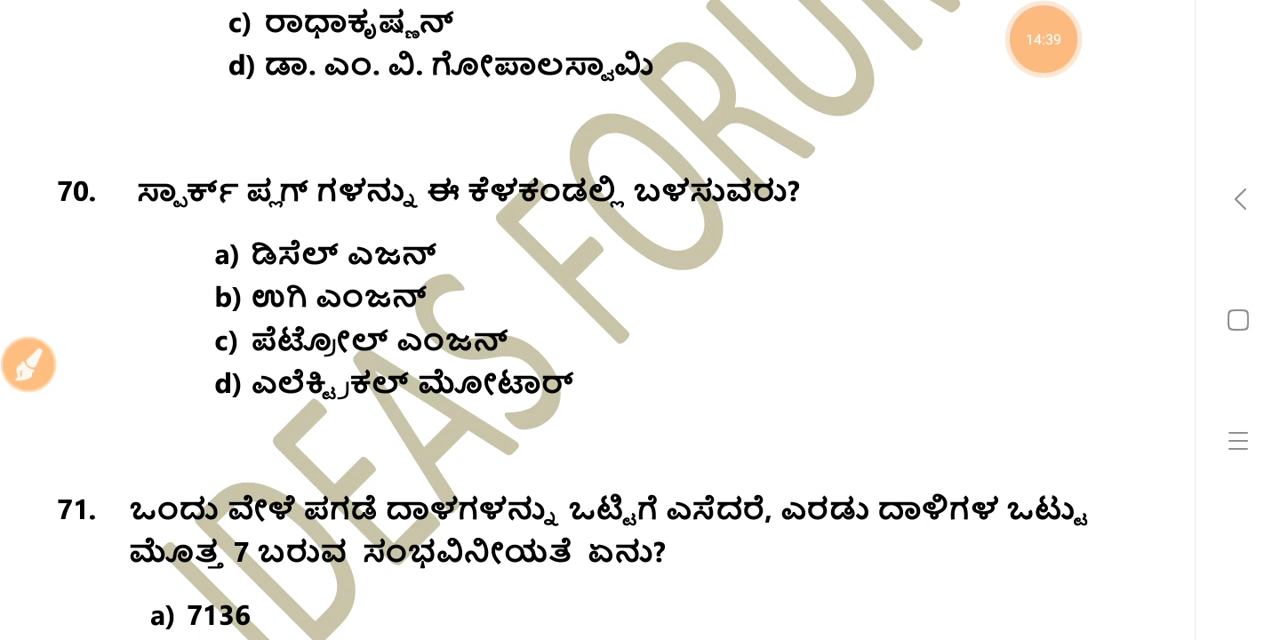 c) ರಾಧಾಕೃಷ್ಣನ್
14:39
d) ಡಾ. ಎಂ. ವಿ. ಗೋಪಾಲಸ್ವಾಮಿ
70. ಸ್ಪಾರ್ಕ್ ಪ್ಲಗ್ ಗಳನ್ನು ಈ ಕೆಳಕಂಡಲ್ಲಿ ಬಳಸುವರು?
a) ಡಿಸೆಲ್ ಎಜನ್
b) ಉಗಿ ಎಂಜನ್
c) ಪೆಟ್ರೋಲ್ ಎಂಜನ್
d) ಎಲೆಕ್ಟ್ರಿಕಲ್ ಮೋಟಾರ್
71. ಒಂದು ವೇಳೆ ಪಗಡೆ ದಾಳಗಳನ್ನು ಒಟ್ಟಿಗೆ ಎಸೆದರೆ, ಎರಡು ದಾಳಿಗಳ ಒಟ್ಟು
ಮೊತ್ತ 7 ಬರುವ ಸಂಭವಿನೀಯತೆ ಏನು?
a) 7136
IDEAS FORUM